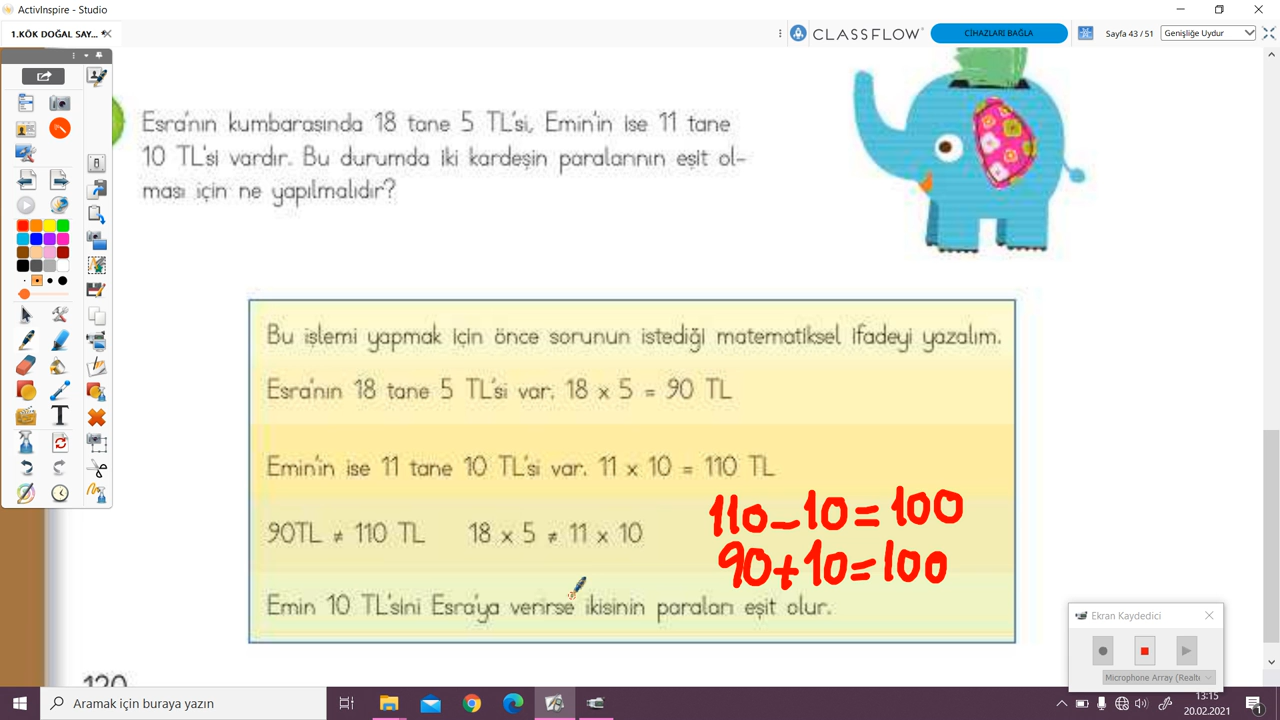 ActivInspire - Studio
1.KÖK DOĞAL SAY...
CLASSFLOW
CİHAZLARI BAĞLA
Sayfa 43 / 51
Genişliğe Uydur
Esra'nın kumbarasında 18 tane 5 TL'si, Emin'in ise 11 tane
10 TL'si vardır. Bu durumda iki kardeşin paralarının eşit ol-
ması için ne yapılmalıdır?
Bu işlemi yapmak için önce sorunun istediği matematiksel ifadeyi yazalım.
Esra'nın 18 tane 5 TL'si var. 18 x 5 = 90 TL
Emin'in ise 11 tane 10 TL'si var. 11 x 10 = 110 TL
110-10=100
90TL ≠ 110 TL 18 x 5 ≠ 11 x 10
90+10=100
Emin 10 TL'sini Esra'ya verirse ikisinin paraları eşit olur.
Ekran Kaydedici
Microphone Array (Realte
Aramak için buraya yazın
13:15
20.02.2021